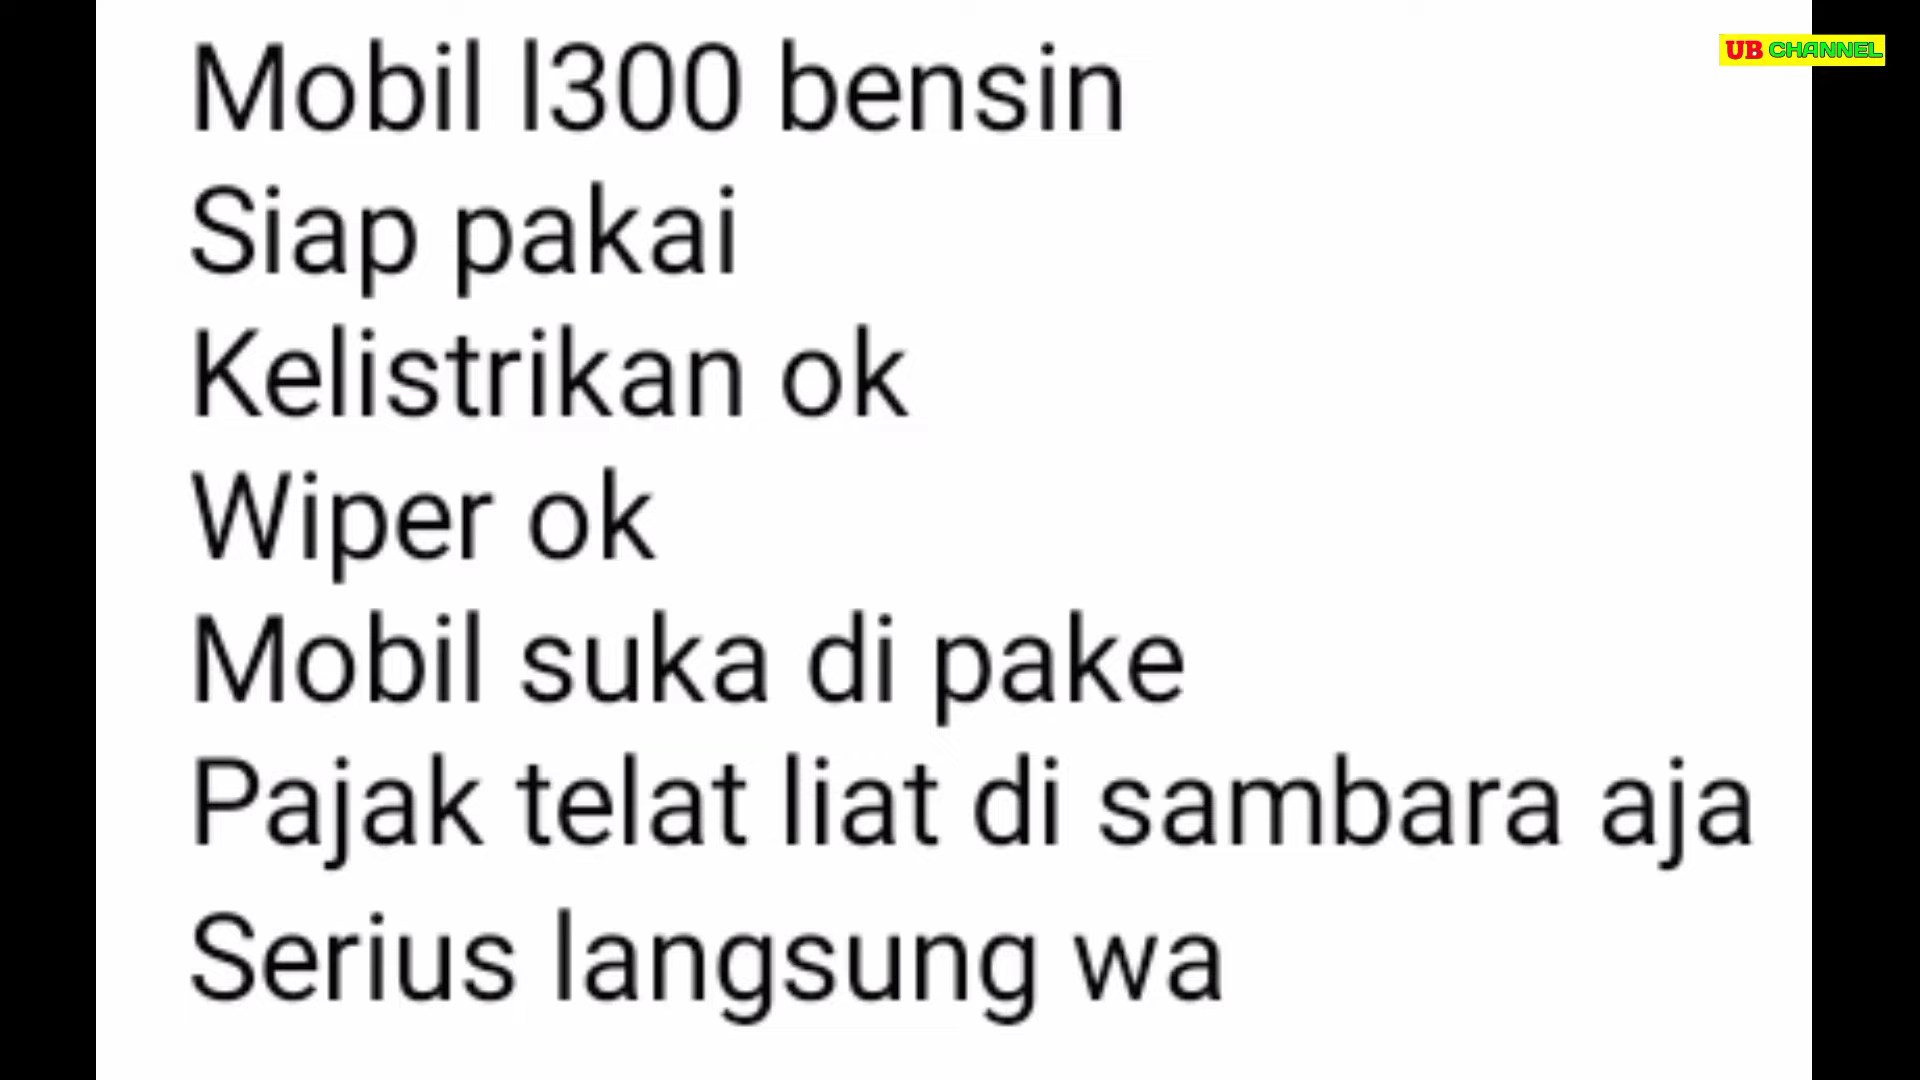 Mobil l300 bensin
Siap pakai
Kelistrikan ok
Wiper ok
Mobil suka di pake
Pajak telat liat di sambara aja
Serius langsung wa
UB CHANNEL